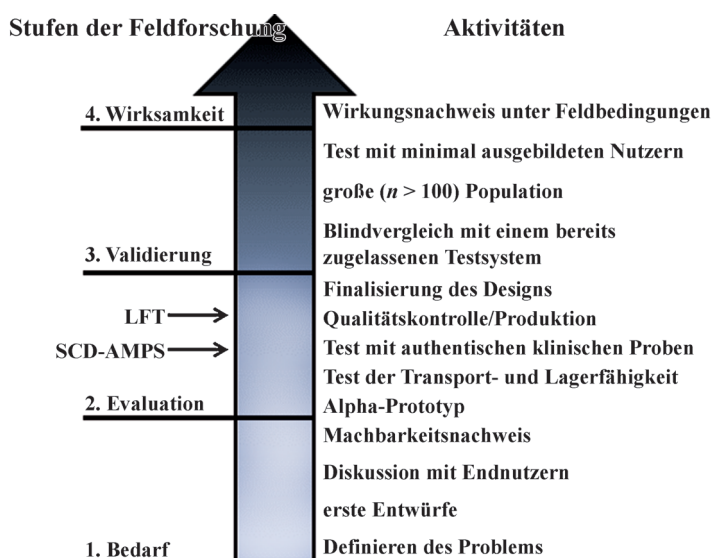 Stufen der Feldforschung
Aktivitäten
4. Wirksamkeit
Wirkungsnachweis unter Feldbedingungen
Test mit minimal ausgebildeten Nutzern
große (n > 100) Population
Blindvergleich mit einem bereits
zugelassenen Testsystem
3. Validierung
Finalisierung des Designs
LFT
Qualitätskontrolle/Produktion
SCD-AMPS
Test mit authentischen klinischen Proben
Test der Transport- und Lagerfähigkeit
2. Evaluation
Alpha-Prototyp
Machbarkeitsnachweis
Diskussion mit Endnutzern
erste Entwürfe
1. Bedarf
Definieren des Problems